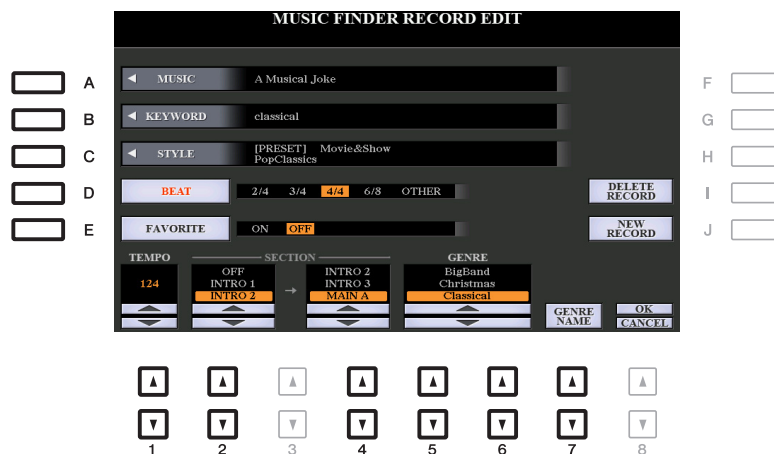 MUSIC FINDER RECORD EDIT
A
MUSIC
A Musical Joke
F
B
KEYWORD
classical
G
C
STYLE
[PRESET] Movie&Show
PopClassics
H
D
BEAT
2/4 3/4 4/4 6/8 OTHER
DELETE
RECORD
I
E
FAVORITE
ON OFF
NEW
RECORD
J
TEMPO
SECTION
GENRE
124
OFF
INTRO 1
INTRO 2
→
INTRO 2
INTRO 3
MAIN A
BigBand
Christmas
Classical
GENRE
NAME
OK
CANCEL
1 2 3 4 5 6 7 8